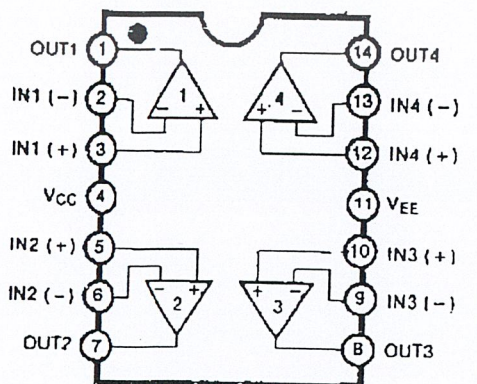 OUT1 1 14 OUT4
IN1 (-) 2 - 1 + + 4 - 13 IN4 (-)
IN1 (+) 3 12 IN4 (+)
VCC 4 11 VEE
IN2 (+) 5 10 IN3 (+)
IN2 (-) 6 - 2 + + 3 - 9 IN3 (-)
OUT2 7 8 OUT3